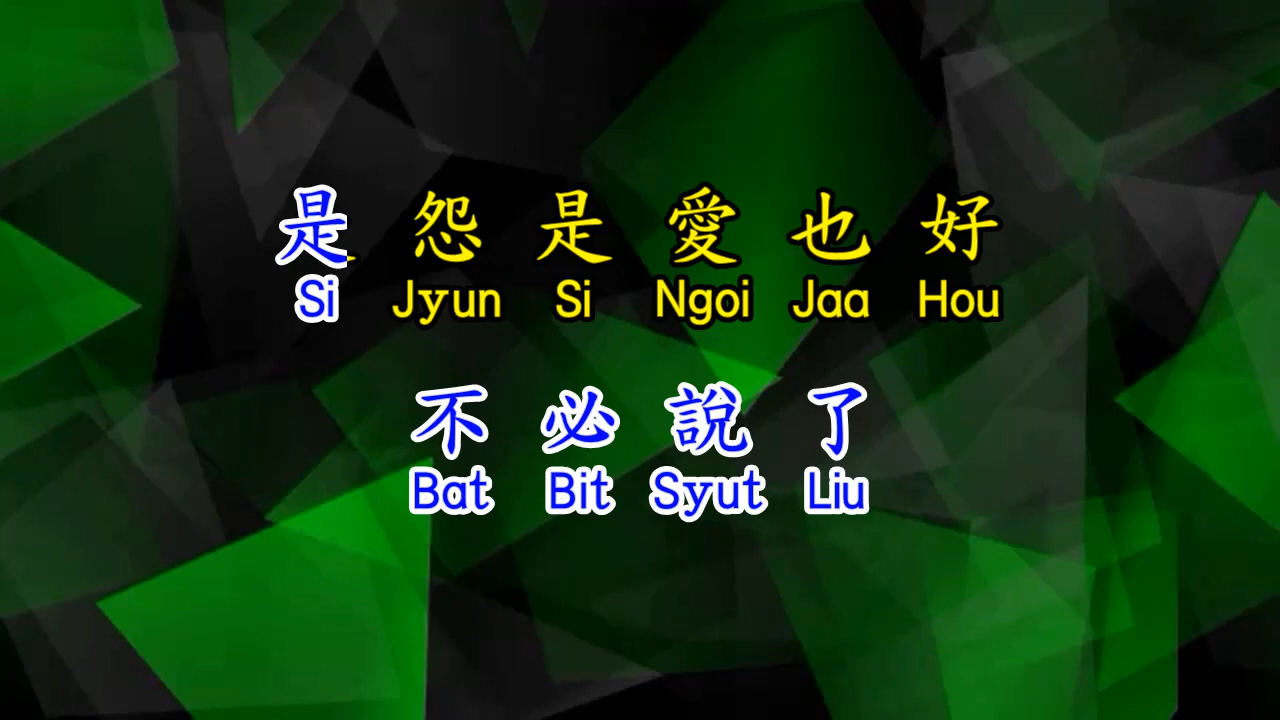 是 怨 是 愛 也 好
Si Jyun Si Ngoi Jaa Hou
不 必 說 了
Bat Bit Syut Liu